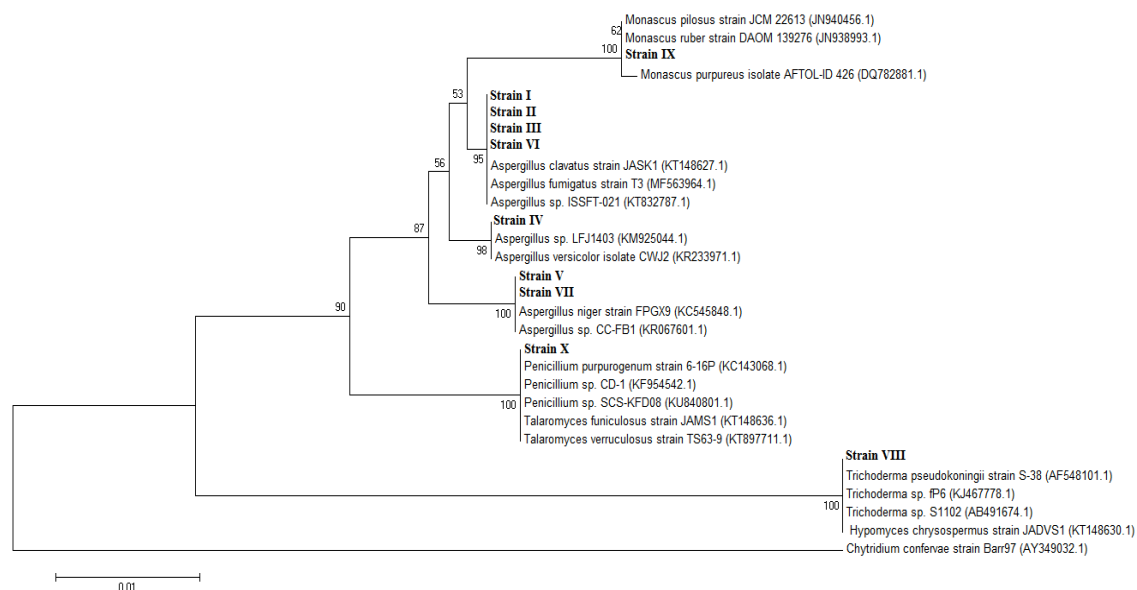 Monascus pilosus strain JCM 22613 (JN940456.1)
62
Monascus ruber strain DAOM 139276 (JN938993.1)
100
Strain IX
Monascus purpureus isolate AFTOL-ID 426 (DQ782881.1)
53
Strain I
Strain II
Strain III
Strain VI
95
56
Aspergillus clavatus strain JASK1 (KT148627.1)
Aspergillus fumigatus strain T3 (MF563964.1)
Aspergillus sp. ISSFT-021 (KT832787.1)
Strain IV
87
Aspergillus sp. LFJ1403 (KM925044.1)
98
Aspergillus versicolor isolate CWJ2 (KR233971.1)
Strain V
Strain VII
90
100
Aspergillus niger strain FPGX9 (KC545848.1)
Aspergillus sp. CC-FB1 (KR067601.1)
Strain X
Penicillium purpurogenum strain 6-16P (KC143068.1)
Penicillium sp. CD-1 (KF954542.1)
100
Penicillium sp. SCS-KFD08 (KU840801.1)
Talaromyces funiculosus strain JAMS1 (KT148636.1)
Talaromyces verruculosus strain TS63-9 (KT897711.1)
Strain VIII
Trichoderma pseudokoningii strain S-38 (AF548101.1)
Trichoderma sp. fP6 (KJ467778.1)
100
Trichoderma sp. S1102 (AB491674.1)
Hypomyces chrysospermus strain JADVS1 (KT148630.1)
Chytridium confervae strain Barr97 (AY349032.1)
0.01